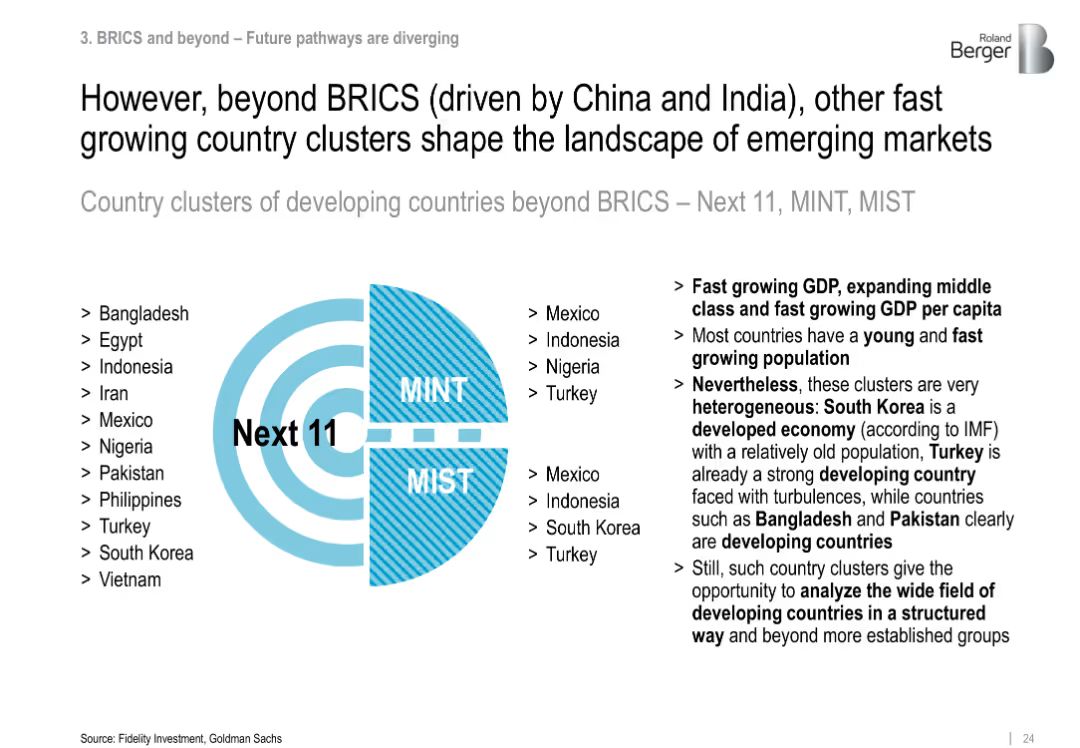 3. BRICS and beyond – Future pathways are diverging
Roland
Berger
B
However, beyond BRICS (driven by China and India), other fast
growing country clusters shape the landscape of emerging markets
Country clusters of developing countries beyond BRICS – Next 11, MINT, MIST
> Bangladesh
> Egypt
> Indonesia
> Iran
> Mexico
> Nigeria
> Pakistan
> Philippines
> Turkey
> South Korea
> Vietnam
Next 11
MINT
MIST
> Mexico
> Indonesia
> Nigeria
> Turkey
> Mexico
> Indonesia
> South Korea
> Turkey
> Fast growing GDP, expanding middle
class and fast growing GDP per capita
> Most countries have a young and fast
growing population
> Nevertheless, these clusters are very
heterogeneous: South Korea is a
developed economy (according to IMF)
with a relatively old population, Turkey is
already a strong developing country
faced with turbulences, while countries
such as Bangladesh and Pakistan clearly
are developing countries
> Still, such country clusters give the
opportunity to analyze the wide field of
developing countries in a structured
way and beyond more established groups
Source: Fidelity Investment, Goldman Sachs
| 24